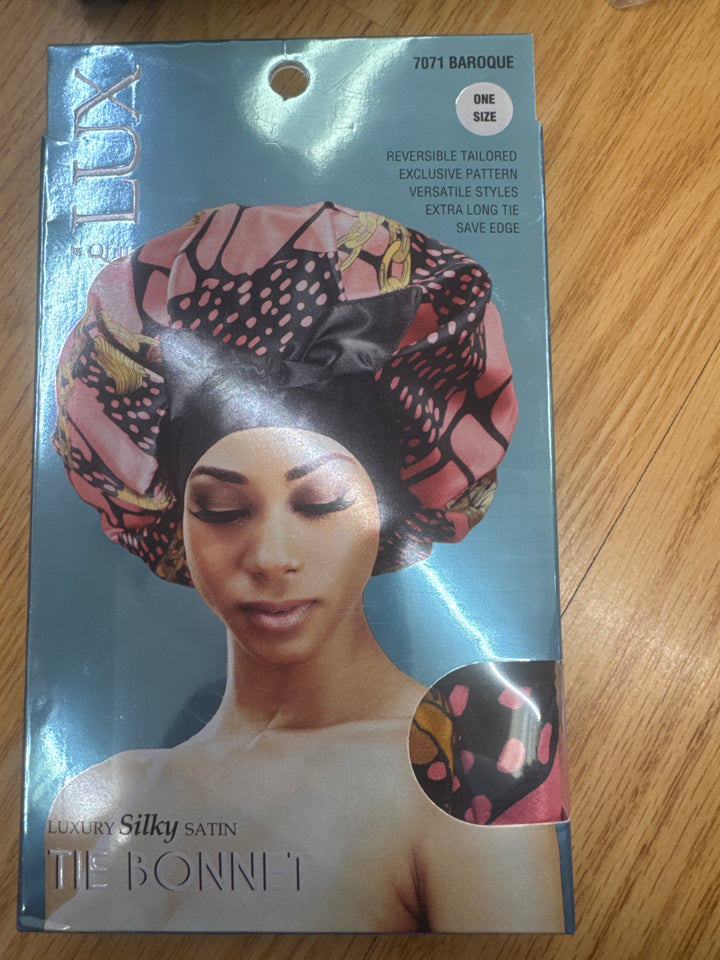 7071 BAROQUE
ONE
SIZE
LUX
REVERSIBLE TAILORED
EXCLUSIVE PATTERN
VERSATILE STYLES
EXTRA LONG TIE
SAVE EDGE
LUXURY Silky SATIN
TIE BONNET